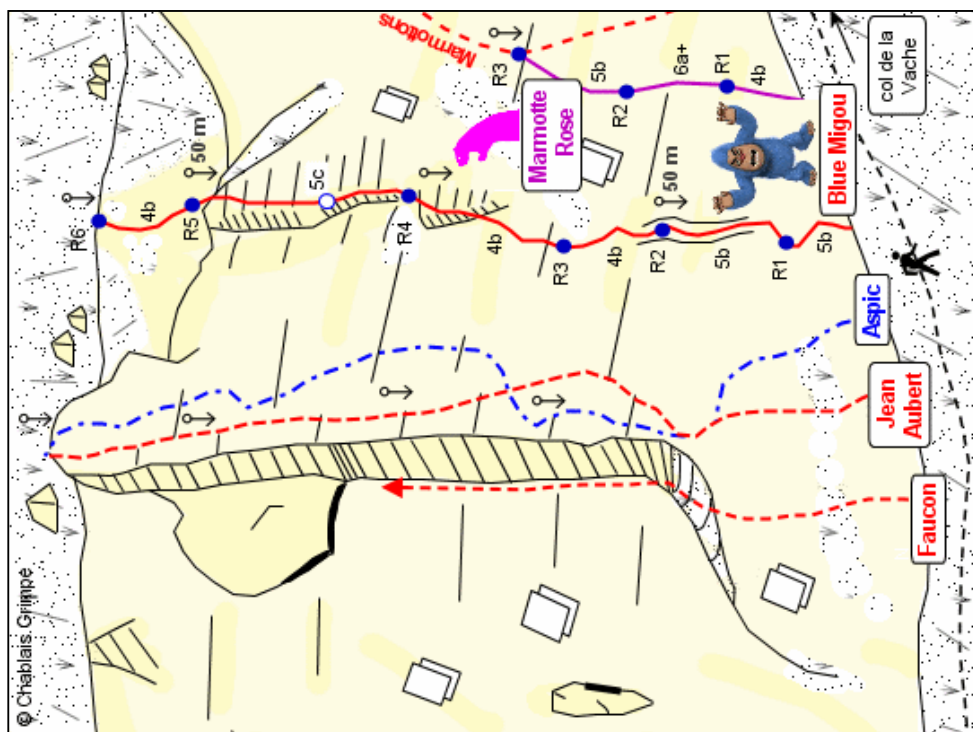 © Chablais.Grimpe
Marmottons
R6
4b
R5
50 m
5c
R4
4b
R3
4b
R2
50 m
5b
R1
5b
Blue Migou
R3
5b
R2
6a+
R1
4b
Marmotte
Rose
col de la
Vache
Aspic
Jean
Aubert
Faucon